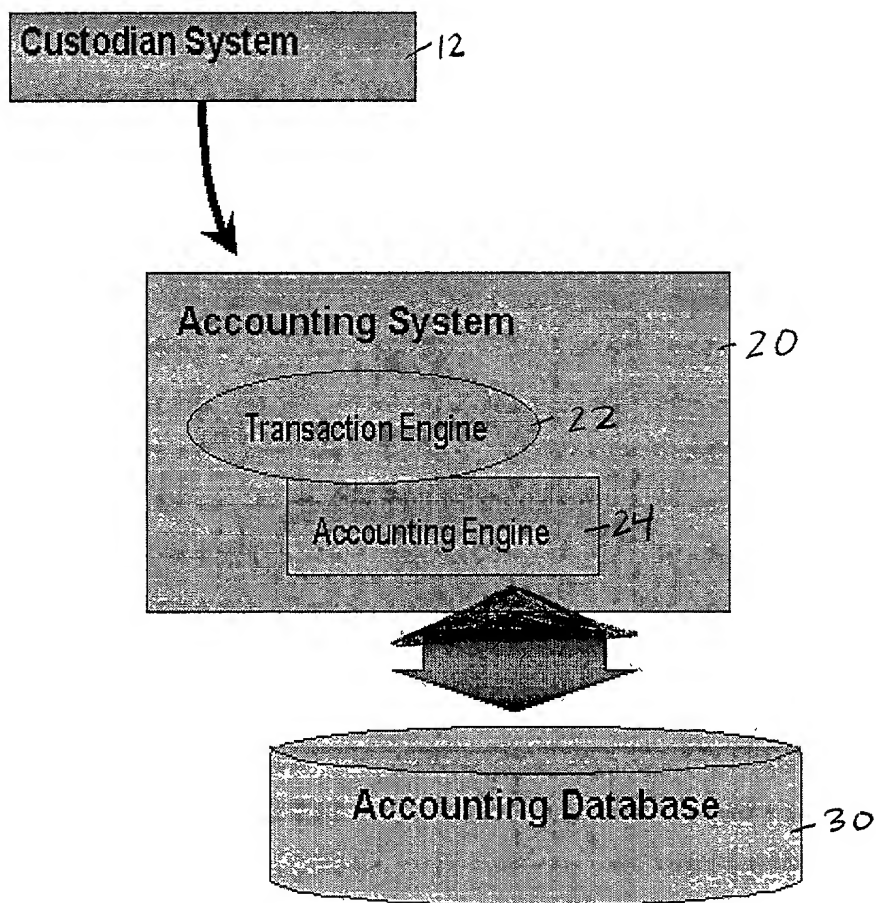 Custodian System 12
Accounting System 20
Transaction Engine 22
Accounting Engine 24
Accounting Database 30